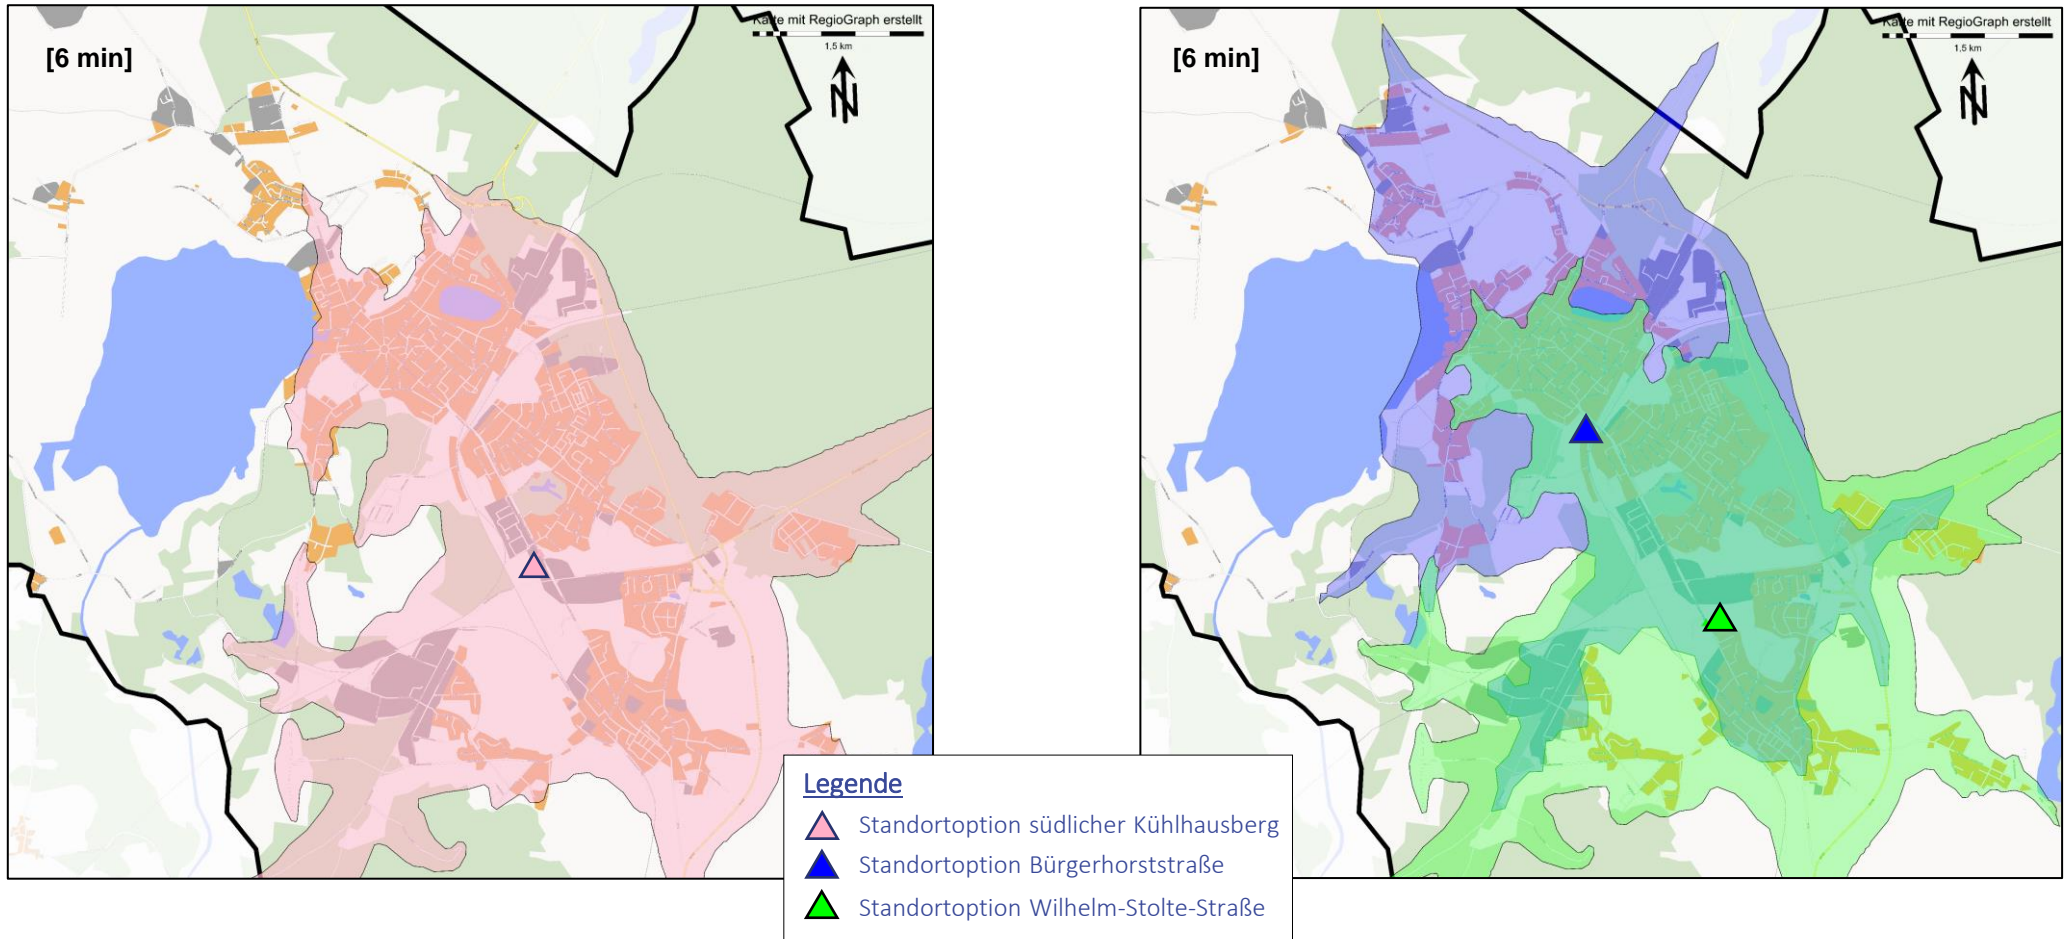 Karte mit RegioGraph erstellt
1,5 km
N
[6 min]
Karte mit RegioGraph erstellt
1,5 km
N
[6 min]
Legende
Standortoption südlicher Kühlhausberg
Standortoption Bürgerhorststraße
Standortoption Wilhelm-Stolte-Straße